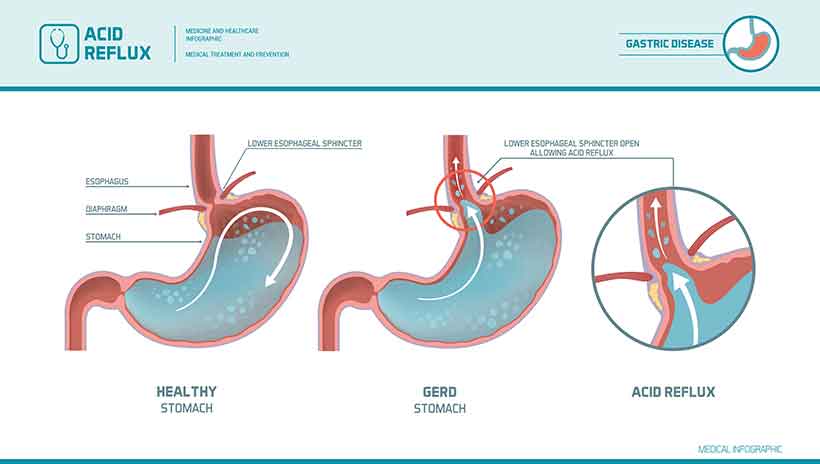 ACID
REFLUX
MEDICINE AND HEALTHCARE
INFOGRAPHIC
MEDICAL TREATMENT AND PREVENTION
GASTRIC DISEASE
LOWER ESOPHAGEAL SPHINCTER
ESOPHAGUS
DIAPHRAGM
STOMACH
LOWER ESOPHAGEAL SPHINCTER OPEN
ALLOWING ACID REFLUX
HEALTHY
STOMACH
GERD
STOMACH
ACID REFLUX
MEDICAL INFOGRAPHIC